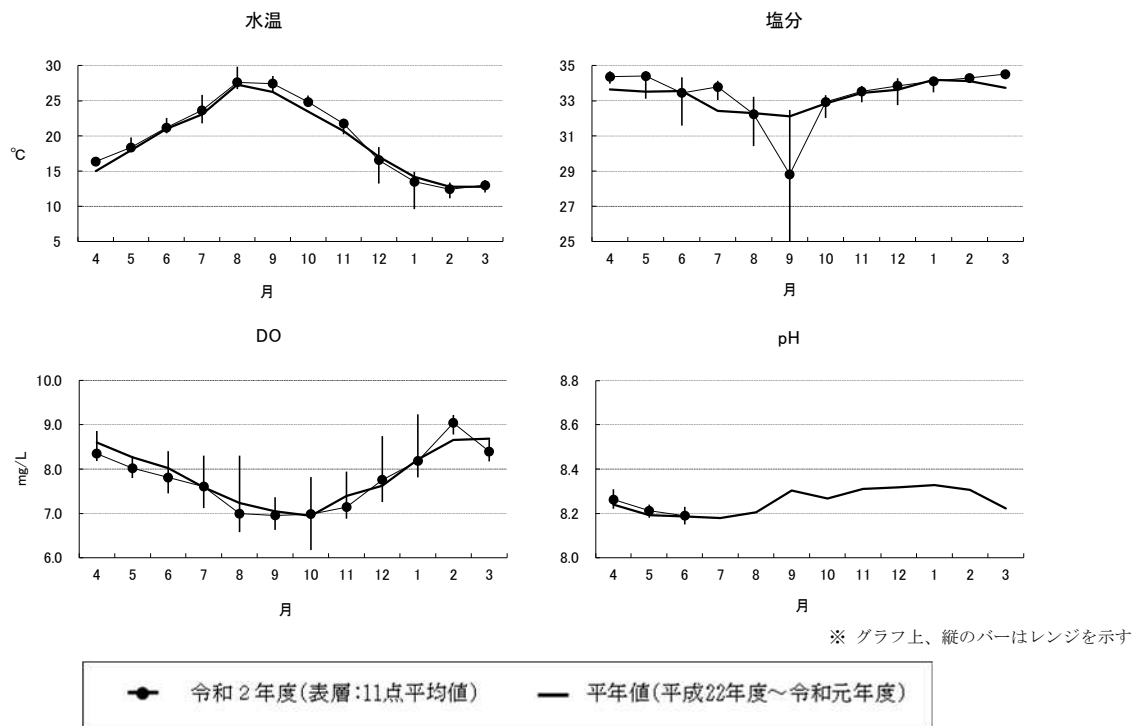 水温
30
25
20
15
10
5
℃
4 5 6 7 8 9 10 11 12 1 2 3
月
塩分
35
33
31
29
27
25
4 5 6 7 8 9 10 11 12 1 2 3
月
DO
10.0
9.0
8.0
7.0
6.0
mg/L
4 5 6 7 8 9 10 11 12 1 2 3
月
pH
8.8
8.6
8.4
8.2
8.0
4 5 6 7 8 9 10 11 12 1 2 3
月
※ グラフ上、縦のバーはレンジを示す
令和２年度(表層:11点平均値)
平年値(平成22年度～令和元年度)